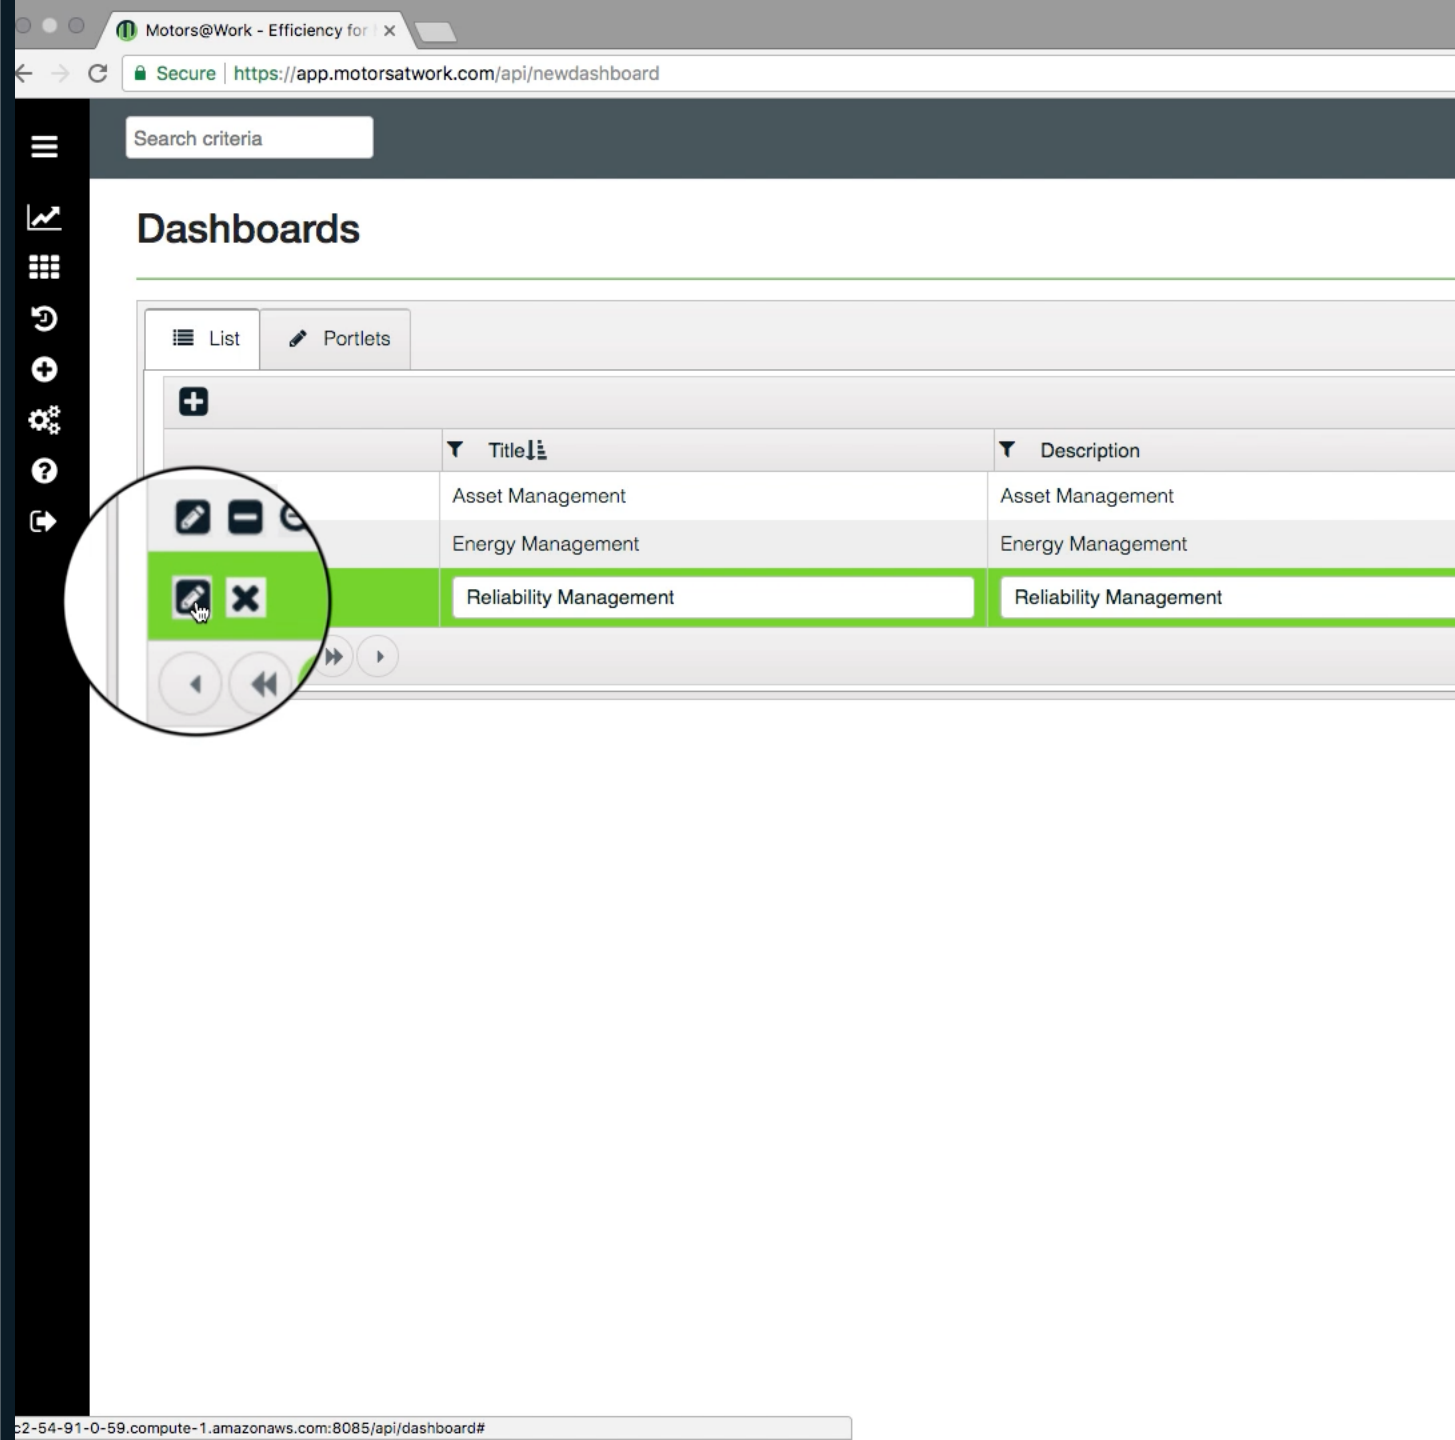 Motors@Work - Efficiency for
Secure | https://app.motorsatwork.com/api/newdashboard
Search criteria
Dashboards
List
Portlets
Title
Description
Asset Management
Asset Management
Energy Management
Energy Management
Reliability Management
Reliability Management
c2-54-91-0-59.compute-1.amazonaws.com:8085/api/dashboard#